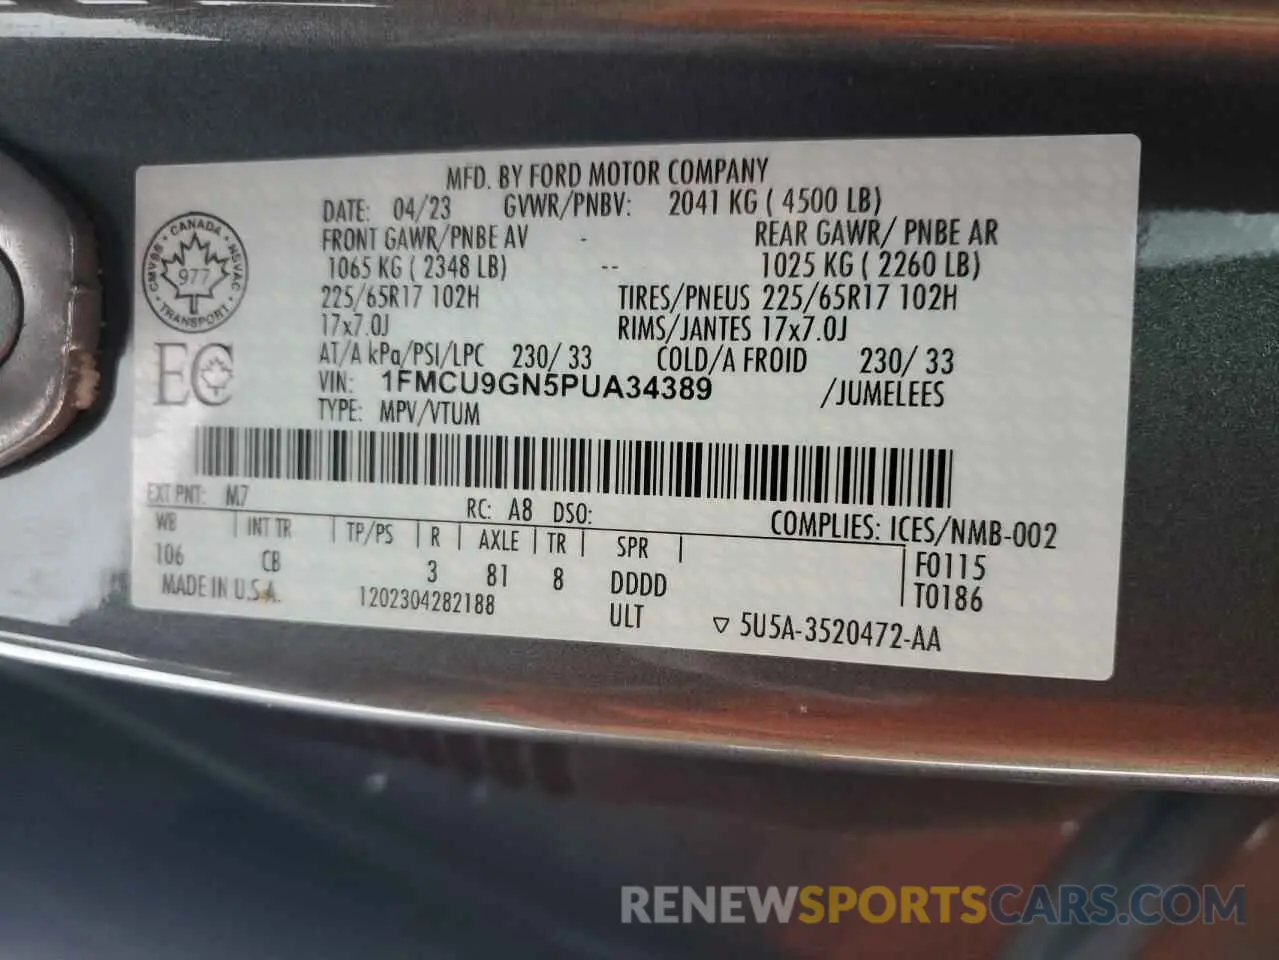 MFD. BY FORD MOTOR COMPANY
DATE: 04/23 GVWR/PNBV: 2041 KG ( 4500 LB)
FRONT GAWR/PNBE AV - REAR GAWR/ PNBE AR
1065 KG ( 2348 LB) -- 1025 KG ( 2260 LB)
225/65R17 102H TIRES/PNEUS 225/65R17 102H
17x7.0J RIMS/JANTES 17x7.0J
AT/A kPa/PSI/LPC 230/ 33 COLD/A FROID 230/ 33
VIN: 1FMCU9GN5PUA34389 /JUMELEES
TYPE: MPV/VTUM
CANADA NSVAC TRANSPORT CMVSS
977
EC
EXT PNT: M7 RC: A8 DSO: COMPLIES: ICES/NMB-002
WB | INT TR | TP/PS | R | AXLE | TR | SPR | F0115
106 CB 3 81 8 DDDD T0186
MADE IN U.S.A. 1202304282188 ULT ▽ 5U5A-3520472-AA
RENEWSPORTSCARS.COM